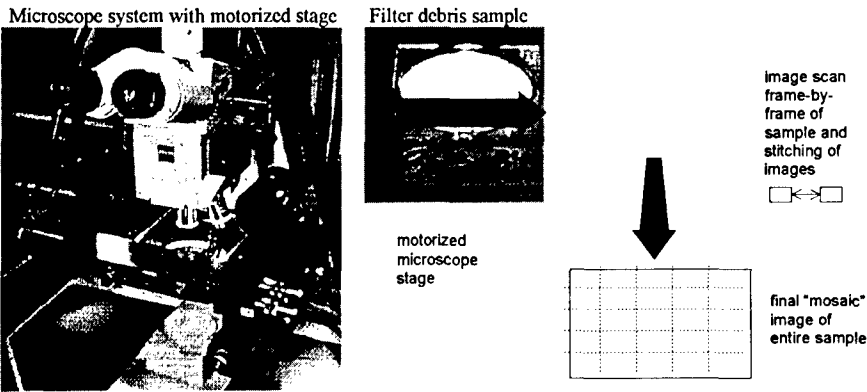 Microscope system with motorized stage
Filter debris sample
image scan
frame-by-
frame of
sample and
stitching of
images
motorized
microscope
stage
final "mosaic"
image of
entire sample